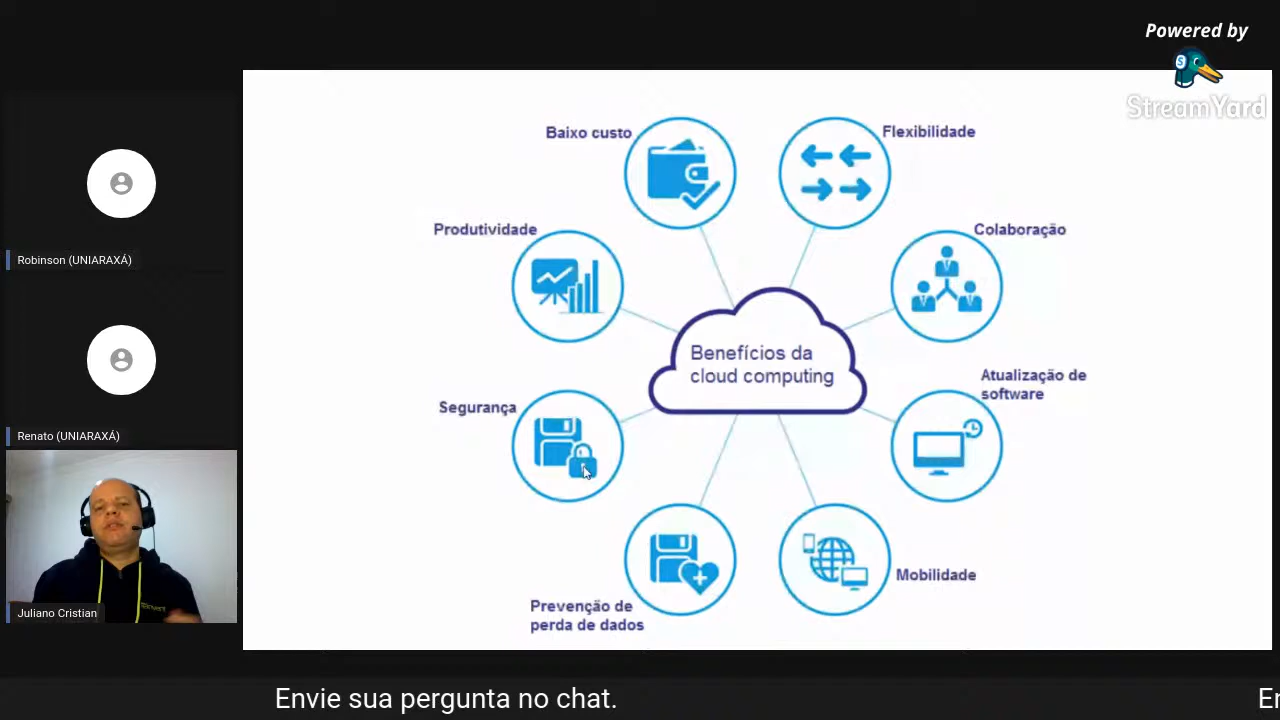 Powered by
StreamYard
Baixo custo
Flexibilidade
Produtividade
Colaboração
Benefícios da
cloud computing
Atualização de
software
Segurança
Mobilidade
Prevenção de
perda de dados
Robinson (UNIARAXÁ)
Renato (UNIARAXÁ)
Juliano Cristian
Envie sua pergunta no chat.